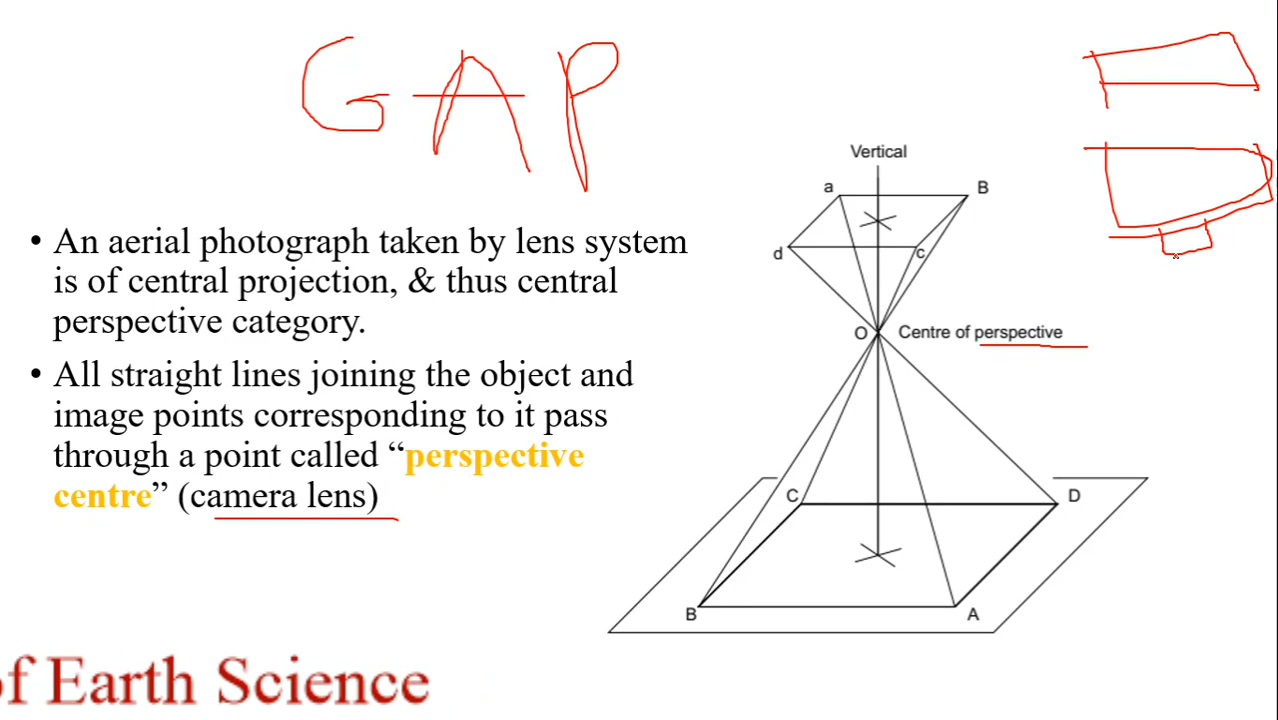 GAP
Vertical
a
B
d
c
• An aerial photograph taken by lens system
is of central projection, & thus central
perspective category.
O
Centre of perspective
• All straight lines joining the object and
image points corresponding to it pass
through a point called “perspective
centre” (camera lens)
C
D
B
A
of Earth Science